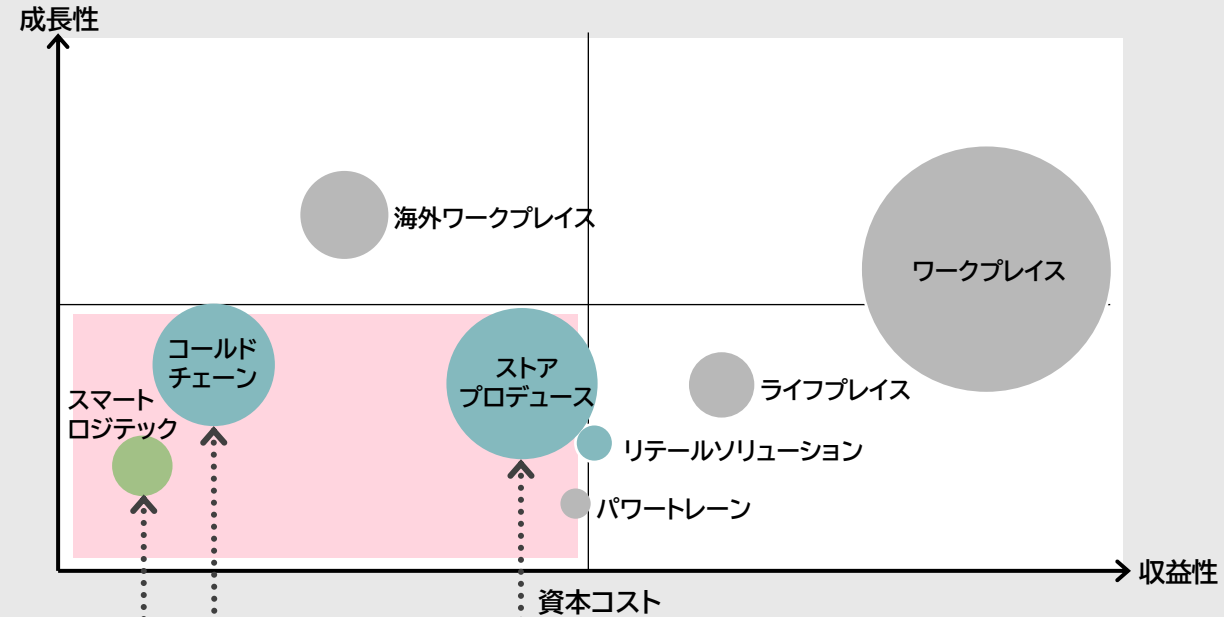 成長性
海外ワークプレイス
ワークプレイス
コールド
チェーン
ストア
プロデュース
スマート
ロジテック
ライフプレイス
リテールソリューション
パワートレーン
収益性
資本コスト